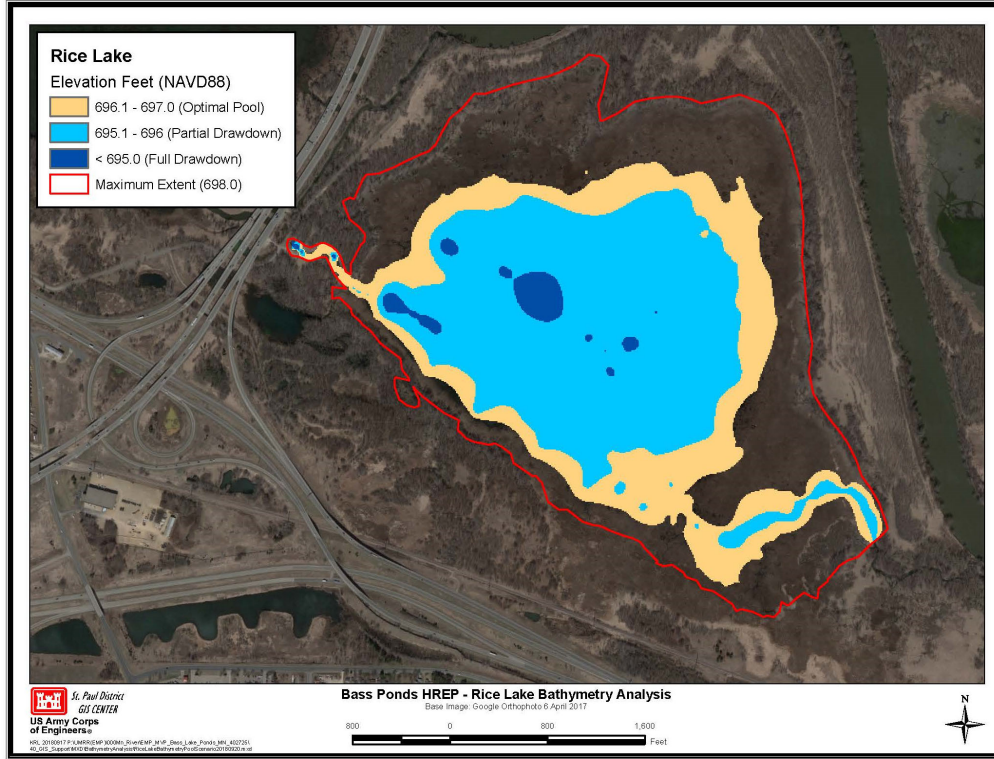 Rice Lake
Elevation Feet (NAVD88)
696.1 - 697.0 (Optimal Pool)
695.1 - 696 (Partial Drawdown)
< 695.0 (Full Drawdown)
Maximum Extent (698.0)
St. Paul District
GIS CENTER
US Army Corps
of Engineers®
Bass Ponds HREP - Rice Lake Bathymetry Analysis
Base Image: Google Orthophoto 6 April 2017
800 0 800 1,600
Feet
N